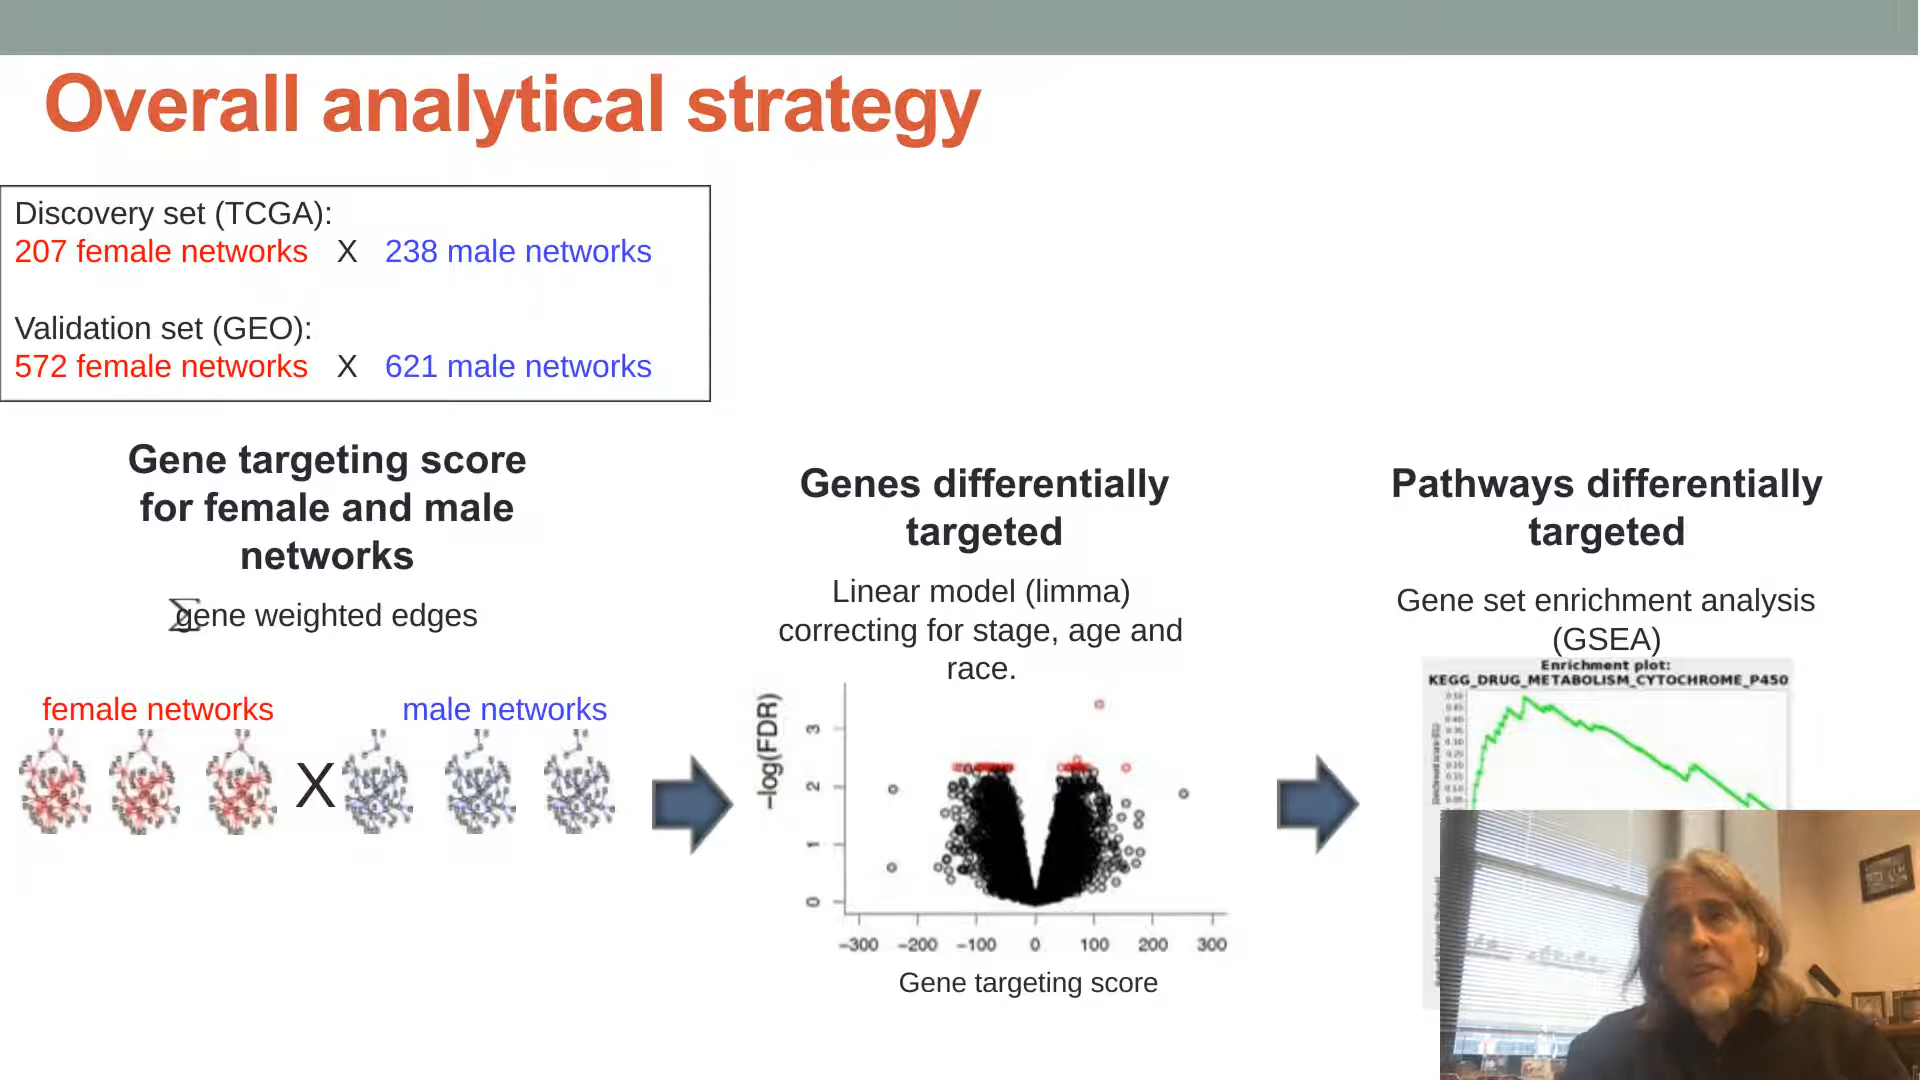 Overall analytical strategy
Discovery set (TCGA):
207 female networks X 238 male networks
Validation set (GEO):
572 female networks X 621 male networks
Gene targeting score
for female and male
networks
∑gene weighted edges
female networks
male networks
X
Genes differentially
targeted
Linear model (limma)
correcting for stage, age and
race.
−log(FDR)
3
2
1
0
−300 −200 −100 0 100 200 300
Gene targeting score
Pathways differentially
targeted
Gene set enrichment analysis
(GSEA)
Enrichment plot:
KEGG_DRUG_METABOLISM_CYTOCHROME_P450